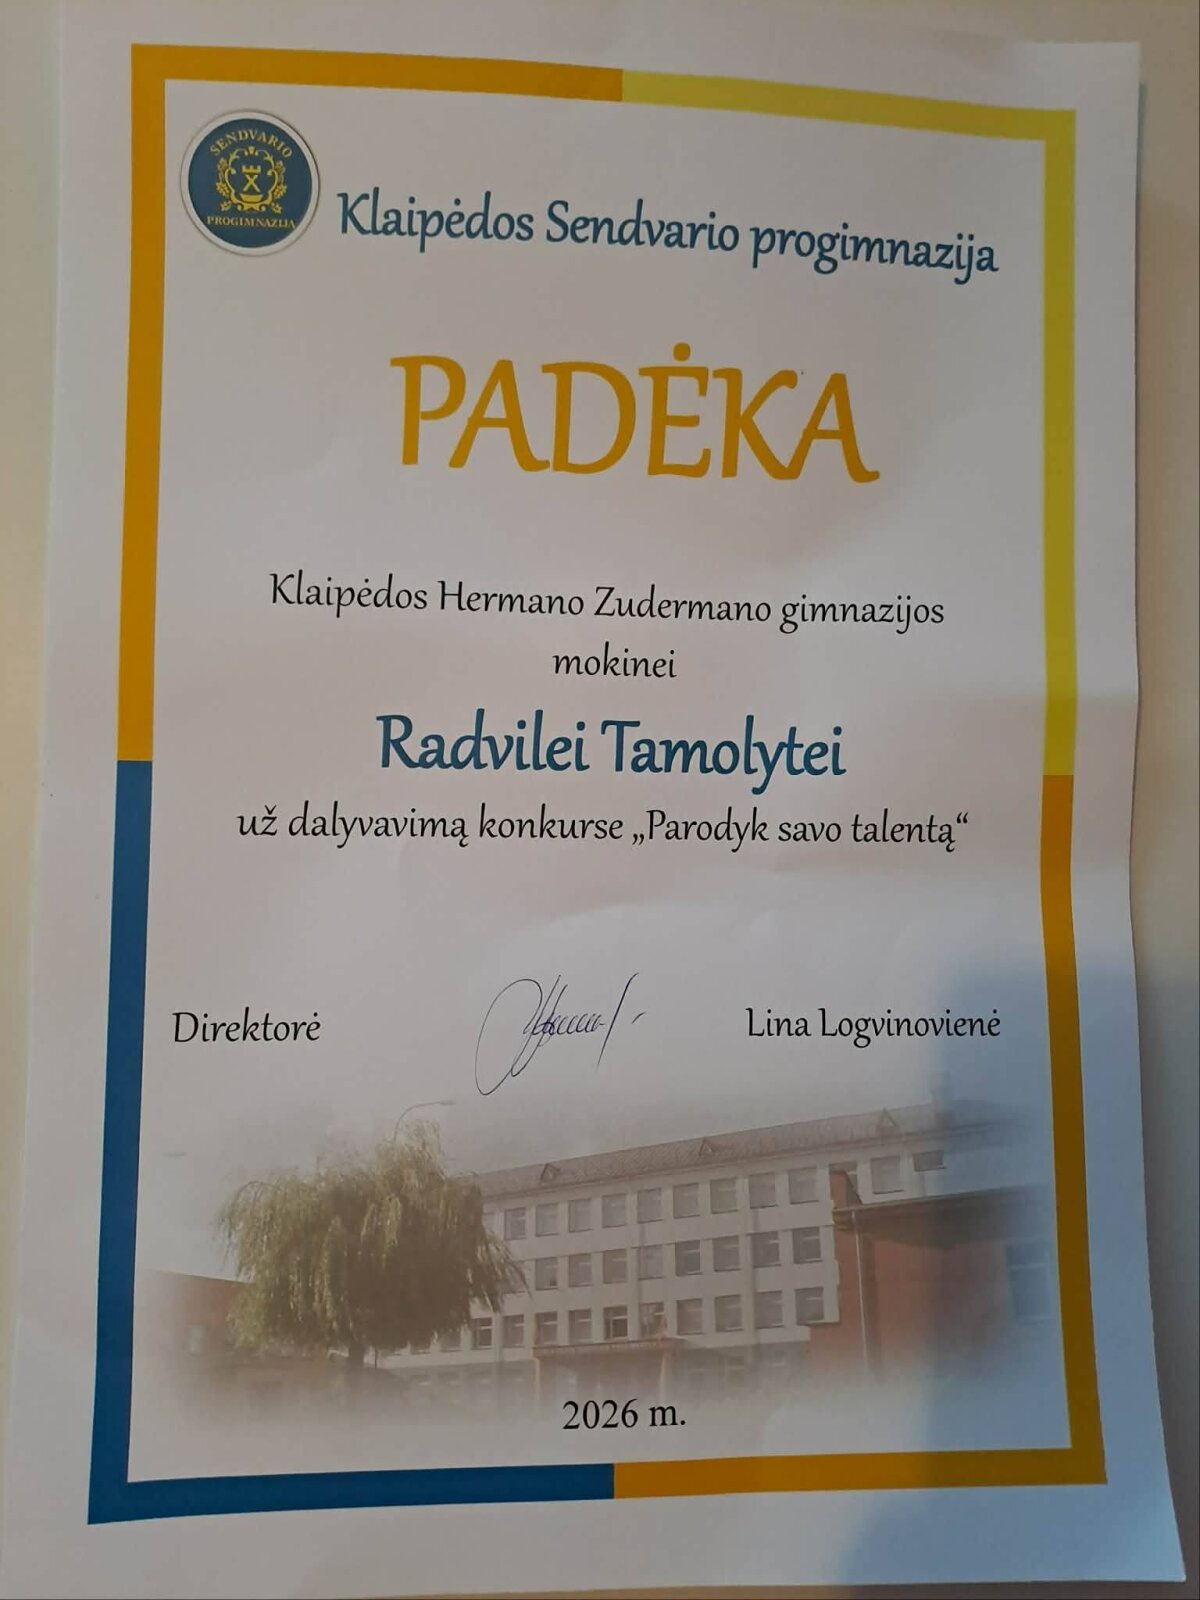 SENDVARIO
PROGIMNAZIJA
Klaipėdos Sendvario progimnazija
PADĖKA
Klaipėdos Hermano Zudermano gimnazijos
mokinei
Radvilei Tamolytei
už dalyvavimą konkurse „Parodyk savo talentą“
Direktorė
Lina Logvinovienė
2026 m.